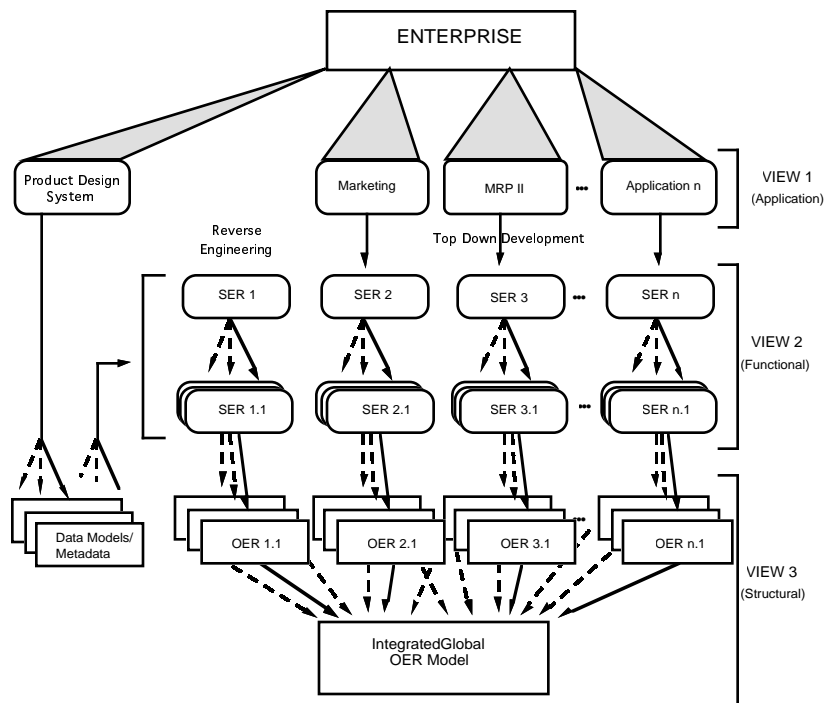 ENTERPRISE
Product Design
System
Marketing
MRP II
...
Application n
VIEW 1
(Application)
Reverse
Engineering
Top Down Development
SER 1
SER 2
SER 3
...
SER n
VIEW 2
(Functional)
SER 1.1
SER 2.1
SER 3.1
...
SER n.1
Data Models/
Metadata
OER 1.1
OER 2.1
OER 3.1
...
OER n.1
VIEW 3
(Structural)
IntegratedGlobal
OER Model